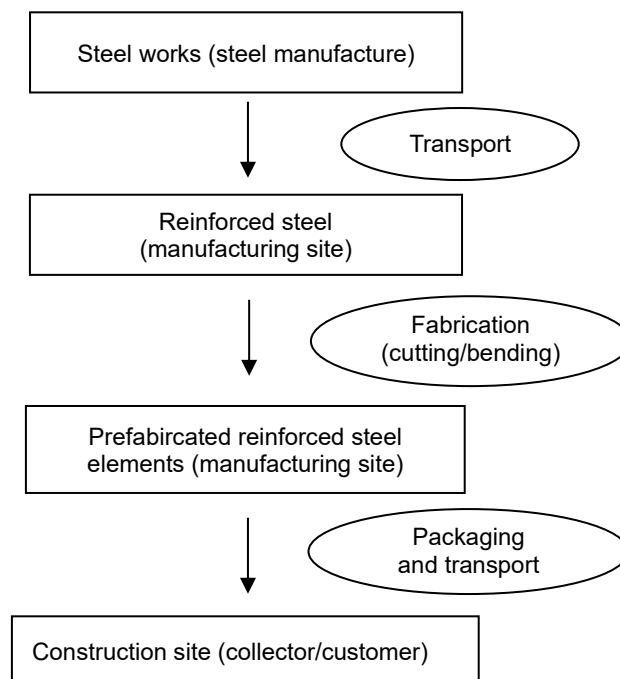 Steel works (steel manufacture)
Transport
Reinforced steel
(manufacturing site)
Fabrication
(cutting/bending)
Prefabircated reinforced steel
elements (manufacturing site)
Packaging
and transport
Construction site (collector/customer)